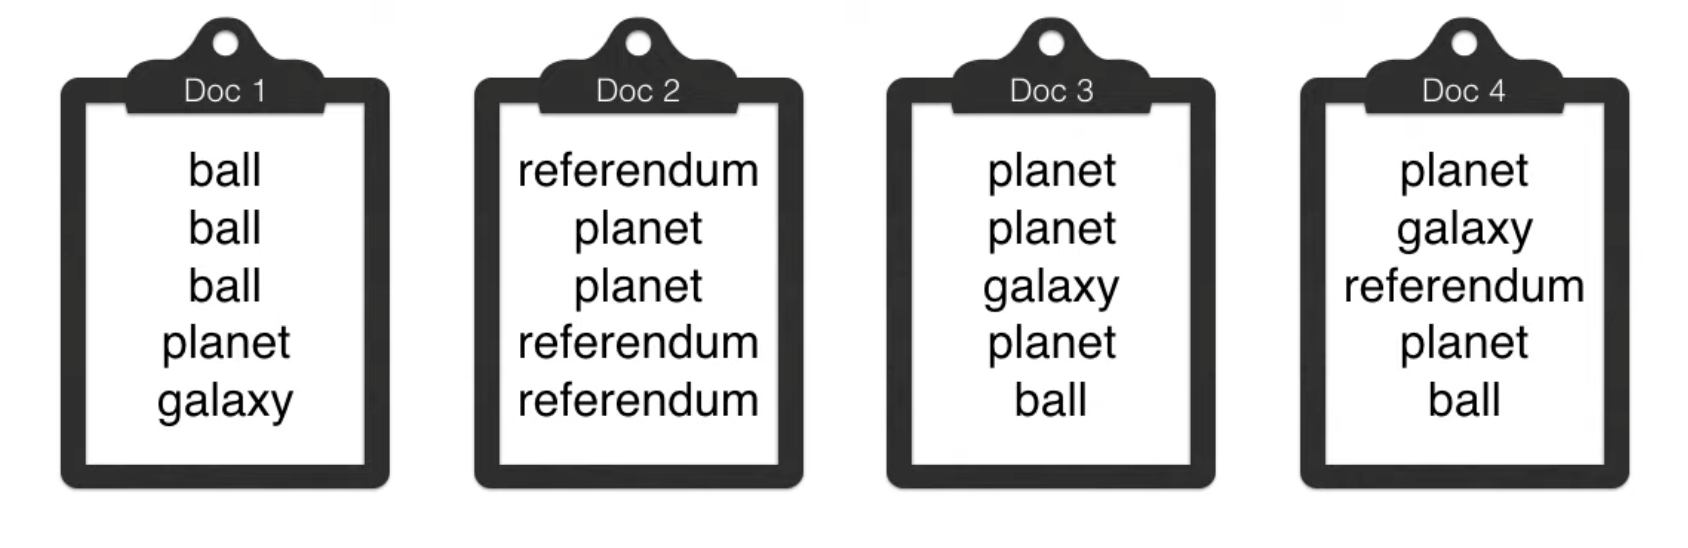 Doc 1
ball
ball
ball
planet
galaxy
Doc 2
referendum
planet
planet
referendum
referendum
Doc 3
planet
planet
galaxy
planet
ball
Doc 4
planet
galaxy
referendum
planet
ball